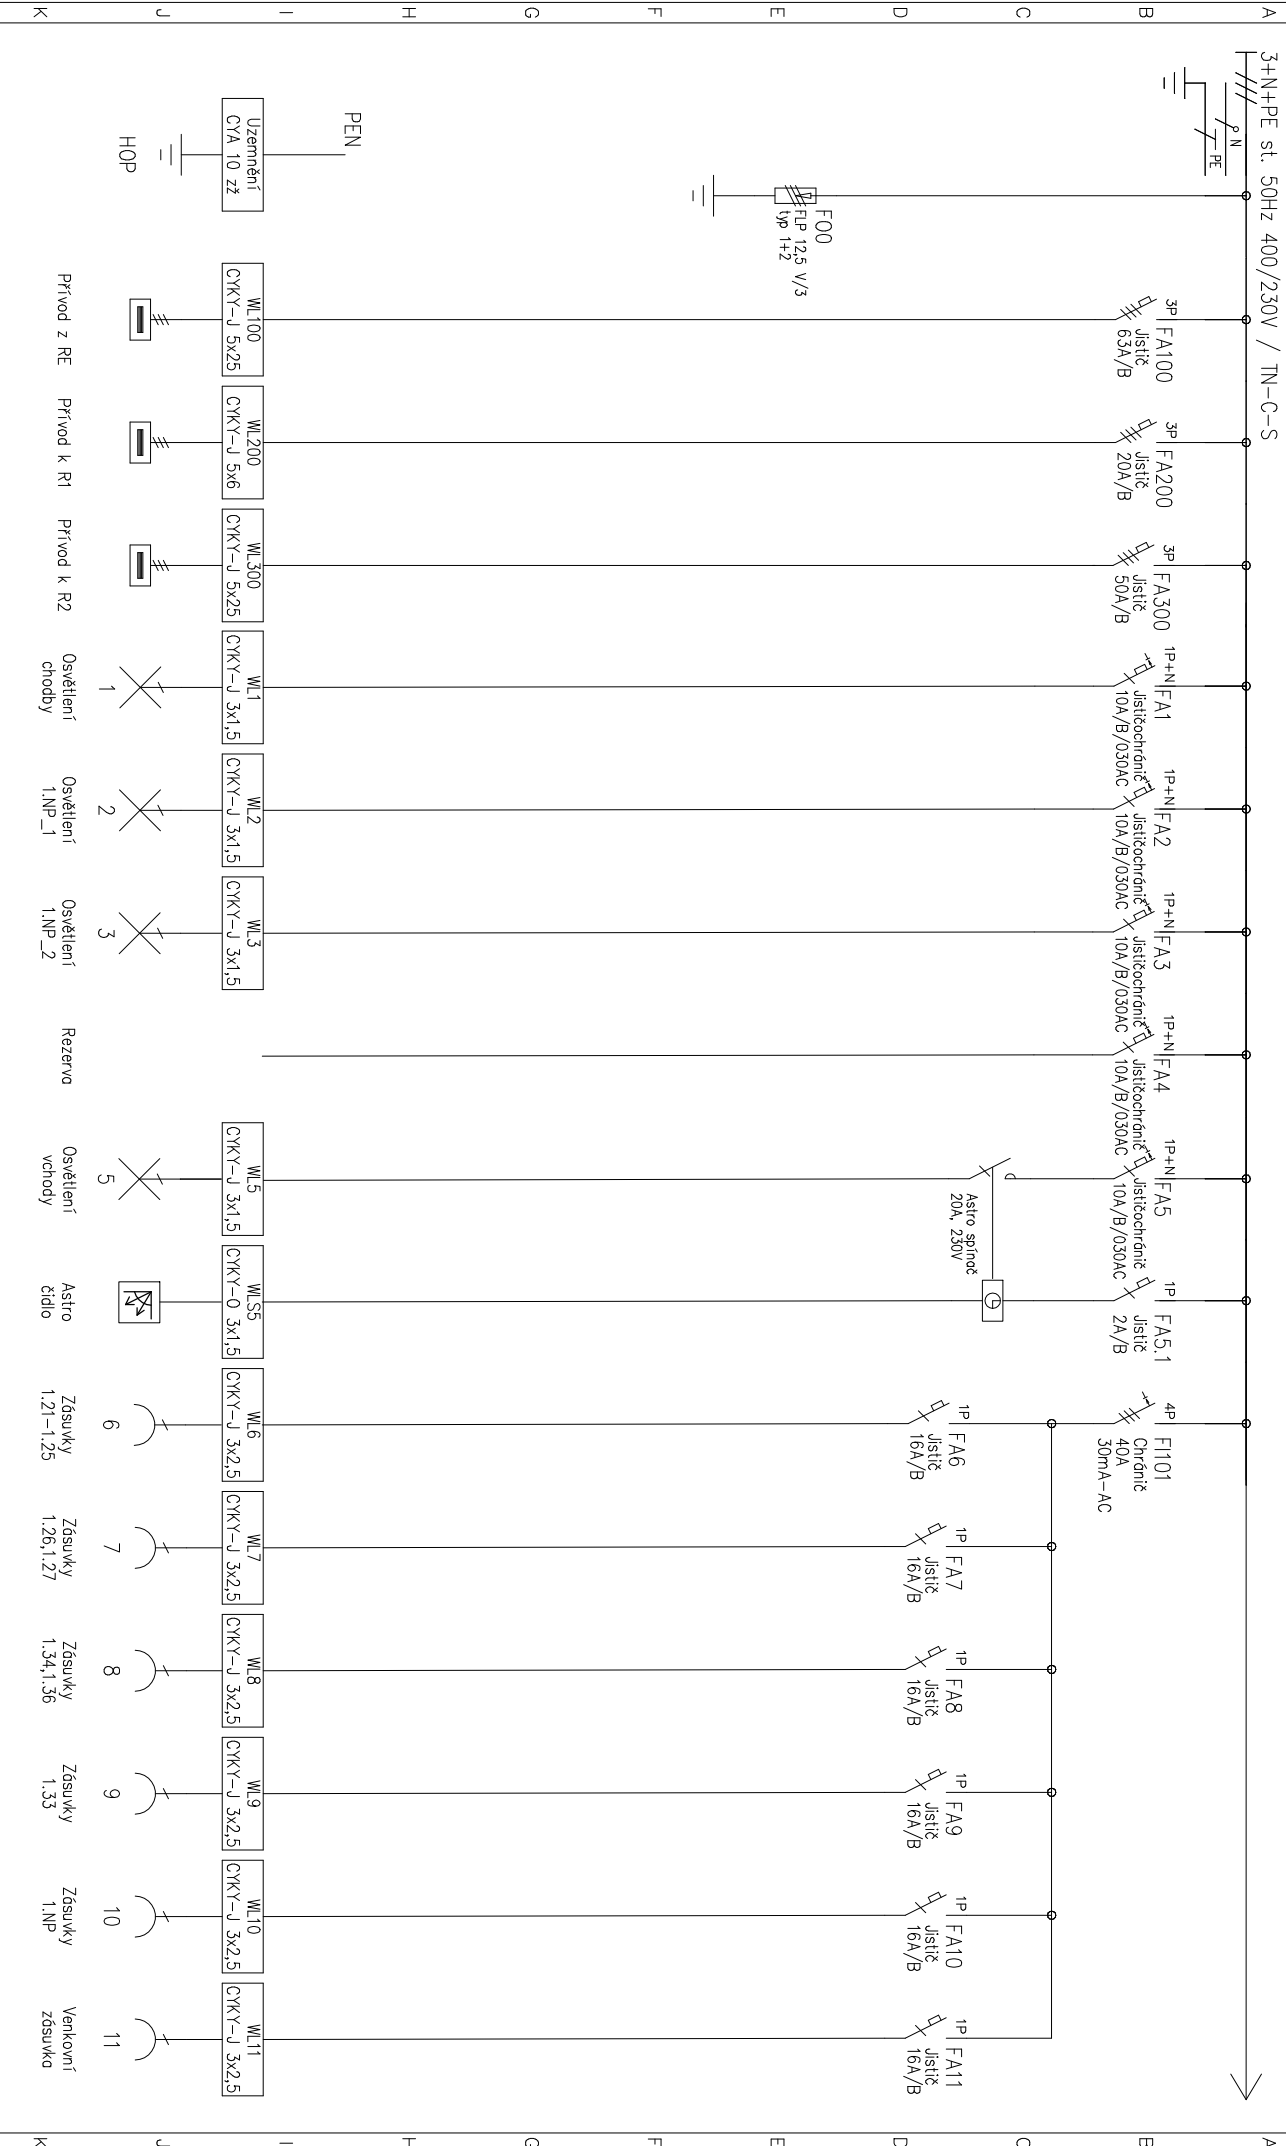 A
B
C
D
E
F
G
H
I
J
K
3+N+PE st. 50Hz 400/230V / TN-C-S
N
PE
PEN
Uzemnění
CYA 10 zž
HOP
F00
FLP 12,5 V/3
typ 1+2
3P
FA100
Jistič
63A/B
WL100
CYKY-J 5x25
Přívod z RE
3P
FA200
Jistič
20A/B
WL200
CYKY-J 5x6
Přívod k R1
3P
FA300
Jistič
50A/B
WL300
CYKY-J 5x25
Přívod k R2
1P+N
FA1
Jističochránič
10A/B/030AC
WL1
CYKY-J 3x1,5
1
Osvětlení
chodby
1P+N
FA2
Jističochránič
10A/B/030AC
WL2
CYKY-J 3x1,5
2
Osvětlení
1.NP_1
1P+N
FA3
Jističochránič
10A/B/030AC
WL3
CYKY-J 3x1,5
3
Osvětlení
1.NP_2
1P+N
FA4
Jističochránič
10A/B/030AC
Rezerva
1P+N
FA5
Jističochránič
10A/B/030AC
Astro spínač
20A, 230V
WL5
CYKY-J 3x1,5
5
Osvětlení
vchody
1P
FA5.1
Jistič
2A/B
WLS5
CYKY-O 3x1,5
Astro
čidlo
4P
FI101
Chránič
40A
30mA-AC
1P
FA6
Jistič
16A/B
WL6
CYKY-J 3x2,5
6
Zásuvky
1.21-1.25
1P
FA7
Jistič
16A/B
WL7
CYKY-J 3x2,5
7
Zásuvky
1.26,1.27
1P
FA8
Jistič
16A/B
WL8
CYKY-J 3x2,5
8
Zásuvky
1.34,1.36
1P
FA9
Jistič
16A/B
WL9
CYKY-J 3x2,5
9
Zásuvky
1.33
1P
FA10
Jistič
16A/B
WL10
CYKY-J 3x2,5
10
Zásuvky
1.NP
1P
FA11
Jistič
16A/B
WL11
CYKY-J 3x2,5
11
Venkovní
zásuvka
A
B
C
D
E
F
G
H
I
J
K